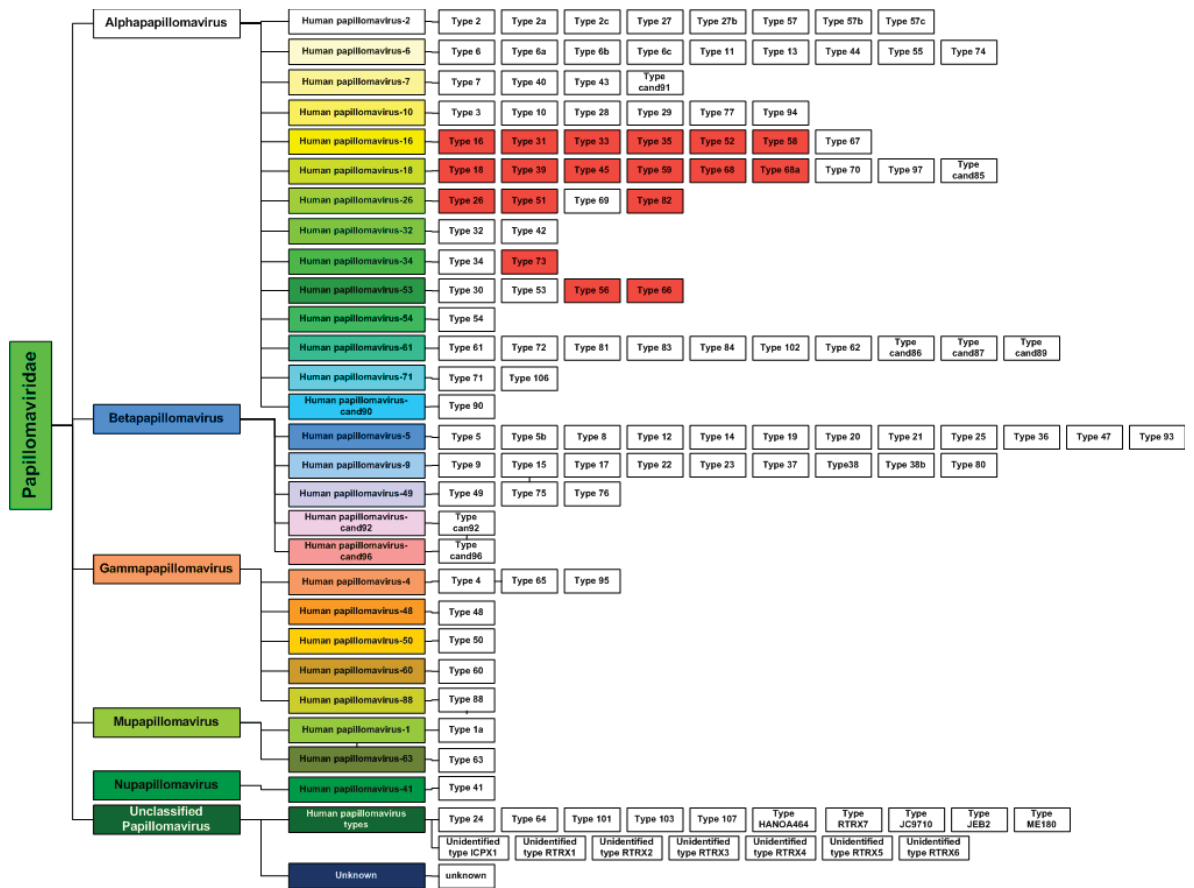 Papillomaviridae
Alphapapillomavirus
Human papillomavirus-2 Type 2 Type 2a Type 2c Type 27 Type 27b Type 57 Type 57b Type 57c
Human papillomavirus-6 Type 6 Type 6a Type 6b Type 6c Type 11 Type 13 Type 44 Type 55 Type 74
Human papillomavirus-7 Type 7 Type 40 Type 43 Type cand91
Human papillomavirus-10 Type 3 Type 10 Type 28 Type 29 Type 77 Type 94
Human papillomavirus-16 Type 16 Type 31 Type 33 Type 35 Type 52 Type 58 Type 67
Human papillomavirus-18 Type 18 Type 39 Type 45 Type 59 Type 68 Type 68a Type 70 Type 97 Type cand85
Human papillomavirus-26 Type 26 Type 51 Type 69 Type 82
Human papillomavirus-32 Type 32 Type 42
Human papillomavirus-34 Type 34 Type 73
Human papillomavirus-53 Type 30 Type 53 Type 56 Type 66
Human papillomavirus-54 Type 54
Human papillomavirus-61 Type 61 Type 72 Type 81 Type 83 Type 84 Type 102 Type 62 Type cand86 Type cand87 Type cand89
Human papillomavirus-71 Type 71 Type 106
Human papillomavirus-cand90 Type 90
Betapapillomavirus
Human papillomavirus-5 Type 5 Type 5b Type 8 Type 12 Type 14 Type 19 Type 20 Type 21 Type 25 Type 36 Type 47 Type 93
Human papillomavirus-9 Type 9 Type 15 Type 17 Type 22 Type 23 Type 37 Type38 Type 38b Type 80
Human papillomavirus-49 Type 49 Type 75 Type 76
Human papillomavirus-cand92 Type can92
Human papillomavirus-cand96 Type cand96
Gammapapillomavirus
Human papillomavirus-4 Type 4 Type 65 Type 95
Human papillomavirus-48 Type 48
Human papillomavirus-50 Type 50
Human papillomavirus-60 Type 60
Human papillomavirus-88 Type 88
Mupapillomavirus
Human papillomavirus-1 Type 1a
Human papillomavirus-63 Type 63
Nupapillomavirus
Human papillomavirus-41 Type 41
Unclassified Papillomavirus
Human papillomavirus types Type 24 Type 64 Type 101 Type 103 Type 107 Type HANOA464 Type RTRX7 Type JC9710 Type JEB2 Type ME180
Unidentified type ICPX1 Unidentified type RTRX1 Unidentified type RTRX2 Unidentified type RTRX3 Unidentified type RTRX4 Unidentified type RTRX5 Unidentified type RTRX6
Unknown unknown